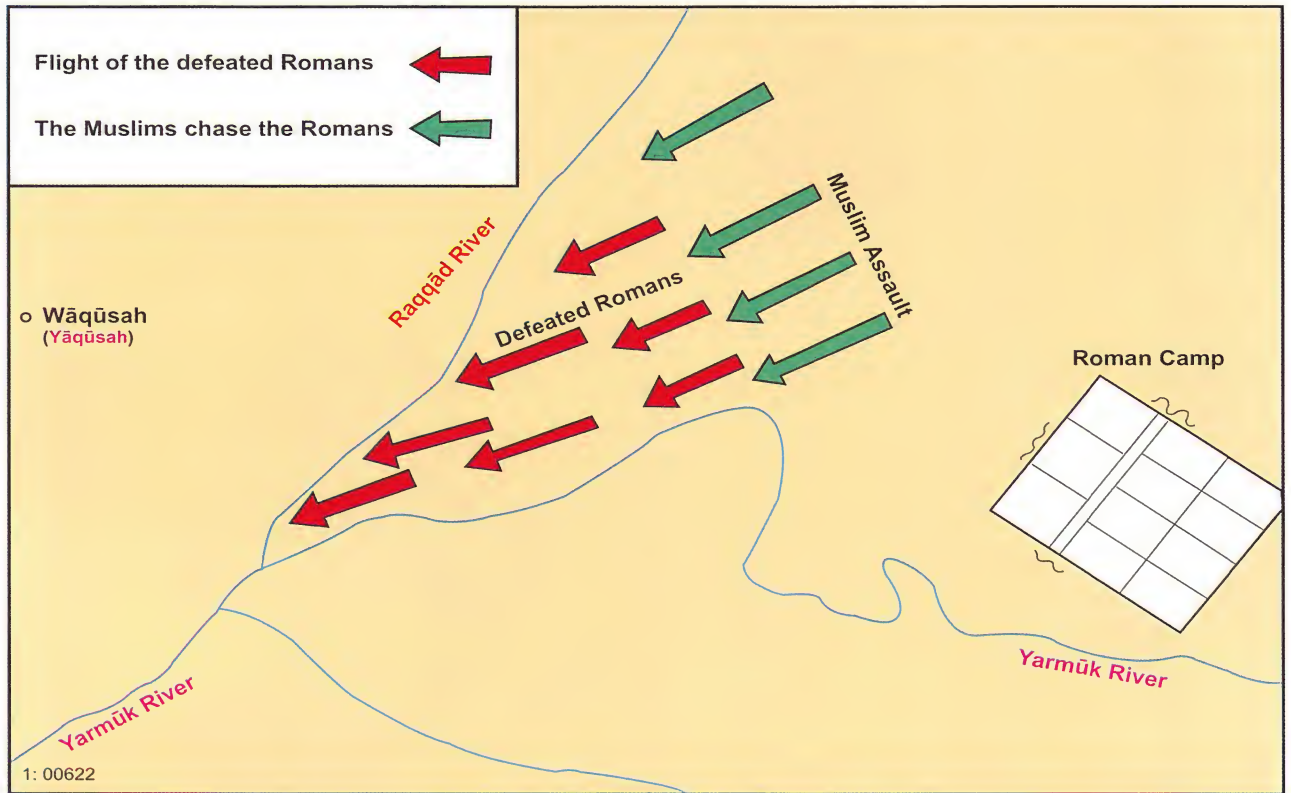 Flight of the defeated Romans
The Muslims chase the Romans
Raqqād River
Muslim Assault
Defeated Romans
Wāqūsah
(Yāqūsah)
Roman Camp
Yarmūk River
Yarmūk River
1: 00622